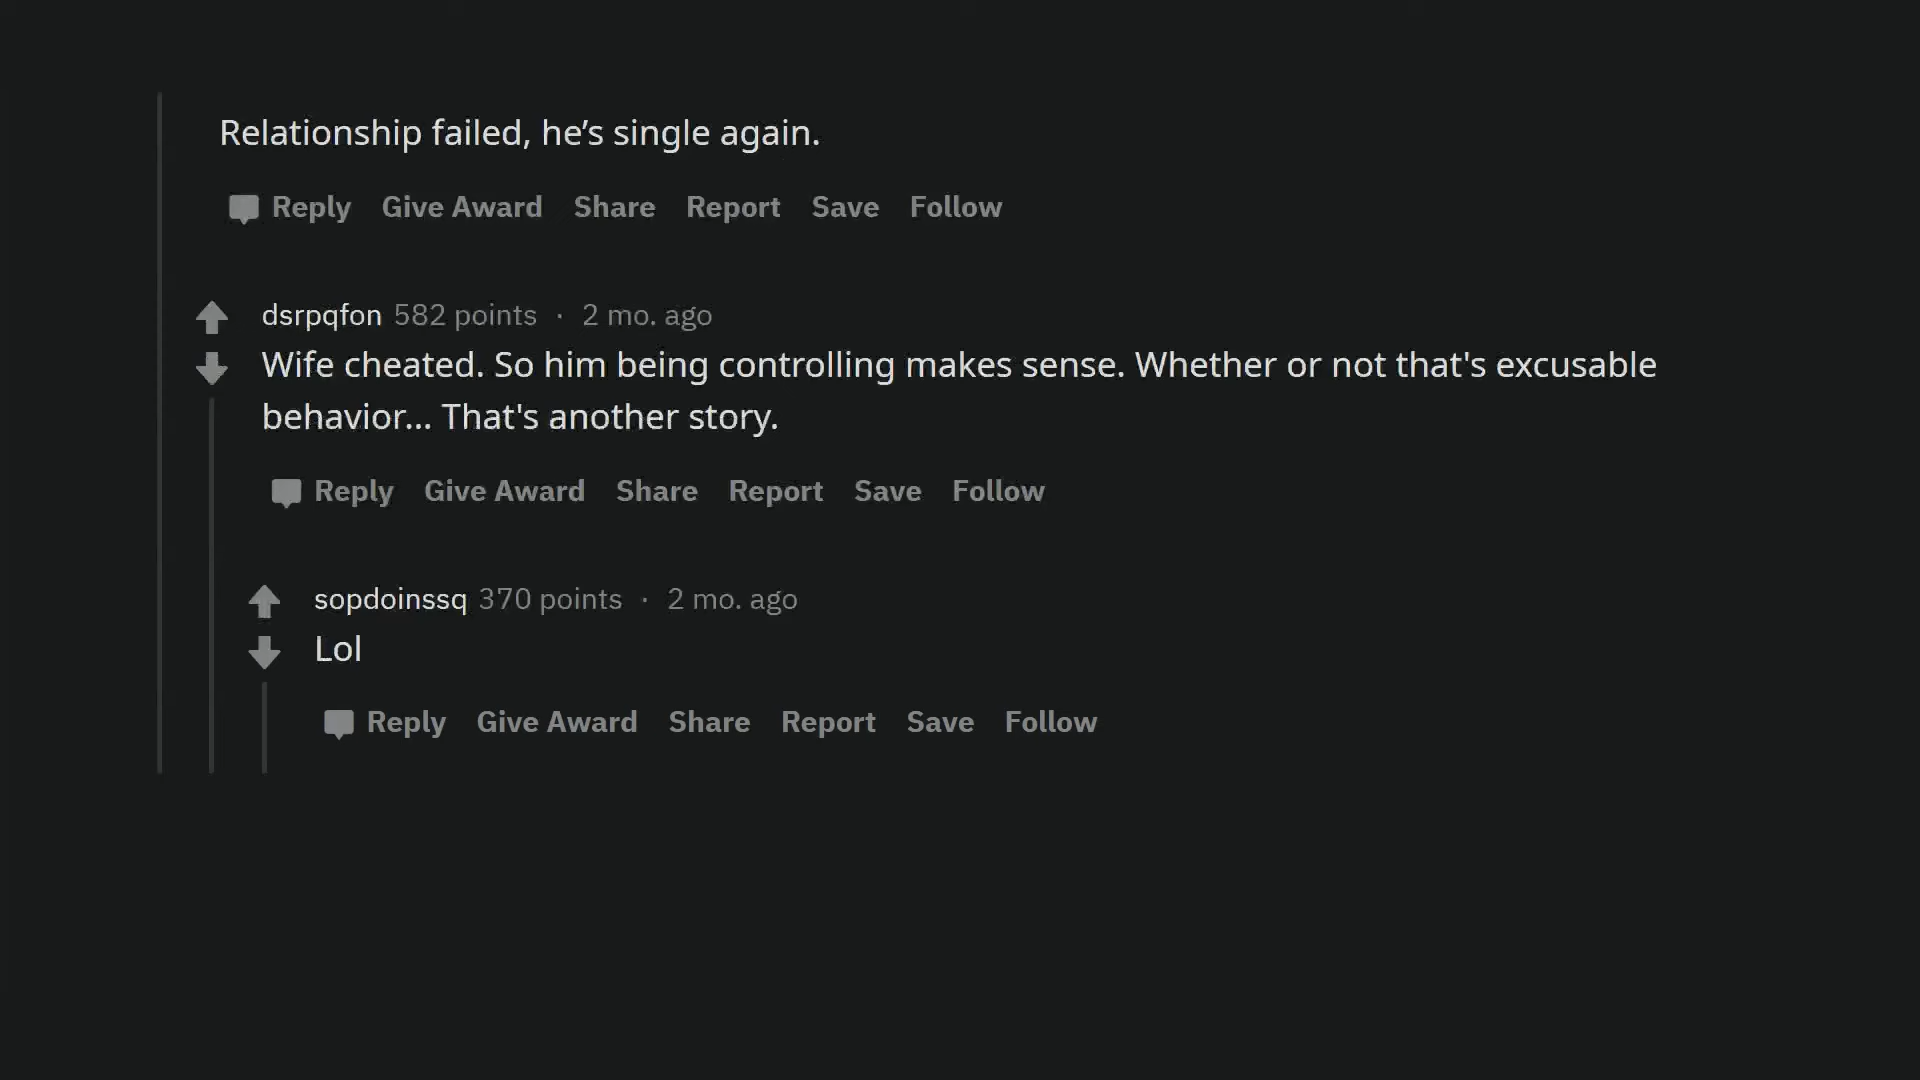 Relationship failed, he’s single again.
Reply Give Award Share Report Save Follow
dsrpqfon 582 points · 2 mo. ago
Wife cheated. So him being controlling makes sense. Whether or not that's excusable
behavior... That's another story.
Reply Give Award Share Report Save Follow
sopdoinssq 370 points · 2 mo. ago
Lol
Reply Give Award Share Report Save Follow